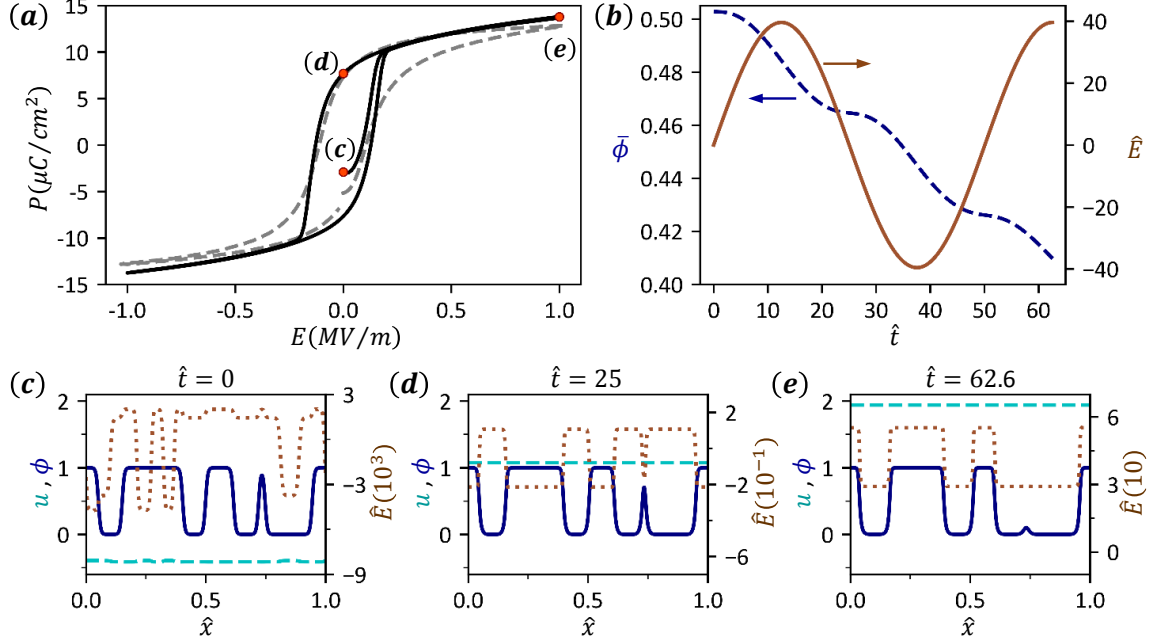 (a)
15
10
5
0
-5
-10
-15
P(μC/cm²)
-1.0
-0.5
0.0
0.5
1.0
E(MV/m)
(d)
(c)
(e)
(b)
0.50
0.48
0.46
0.44
0.42
0.40
ϕ̄
40
20
0
−20
−40
Ê
0
10
20
30
40
50
60
t̂
(c)
t̂ = 0
2
1
0
u , ϕ
3
-3
-9
Ê(10³)
0.0
0.5
1.0
x̂
(d)
t̂ = 25
2
1
0
u , ϕ
2
-2
-6
Ê(10⁻¹)
0.0
0.5
1.0
x̂
(e)
t̂ = 62.6
2
1
0
u , ϕ
6
3
0
Ê(10)
0.0
0.5
1.0
x̂